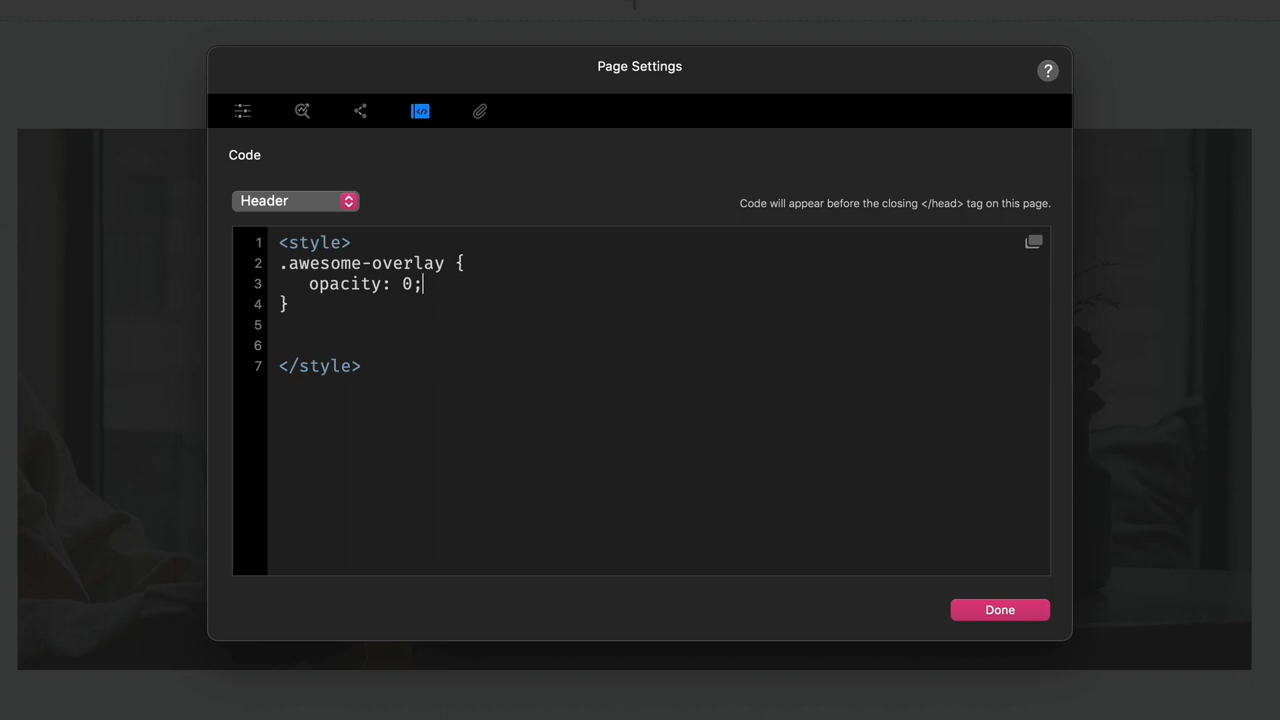 Page Settings
?
Code
Header
Code will appear before the closing </head> tag on this page.
1 <style>
2 .awesome-overlay {
3 opacity: 0;
4 }
5
6
7 </style>
Done